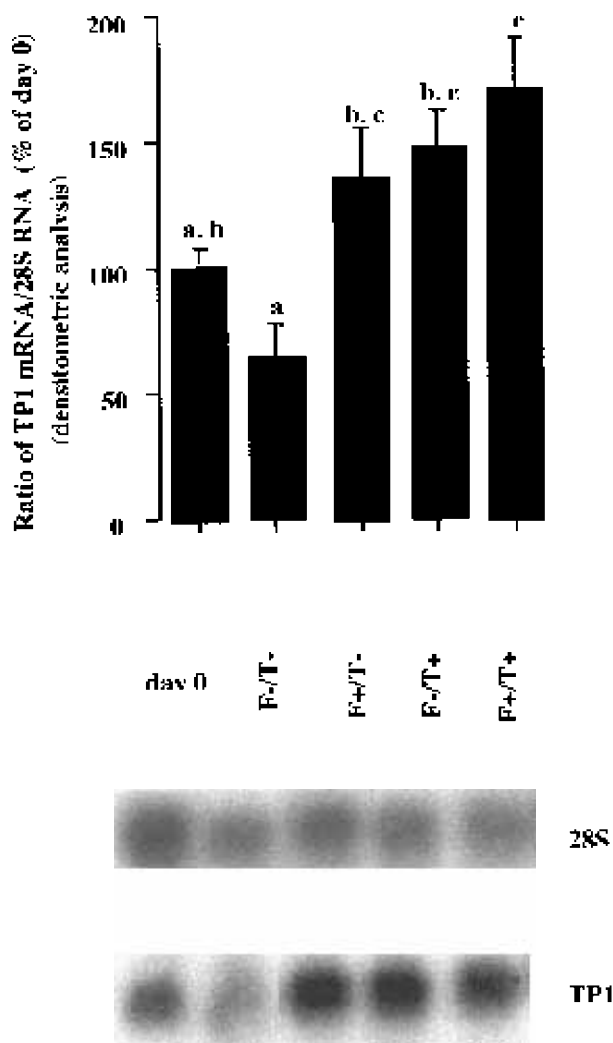 Ratio of TP1 mRNA/28S RNA (% of day 0)
(densitometric analysis)
200
150
100
50
0
a, b
a
b, c
b, c
c
day 0
F-/T-
F+/T-
F-/T+
F+/T+
28S
TP1